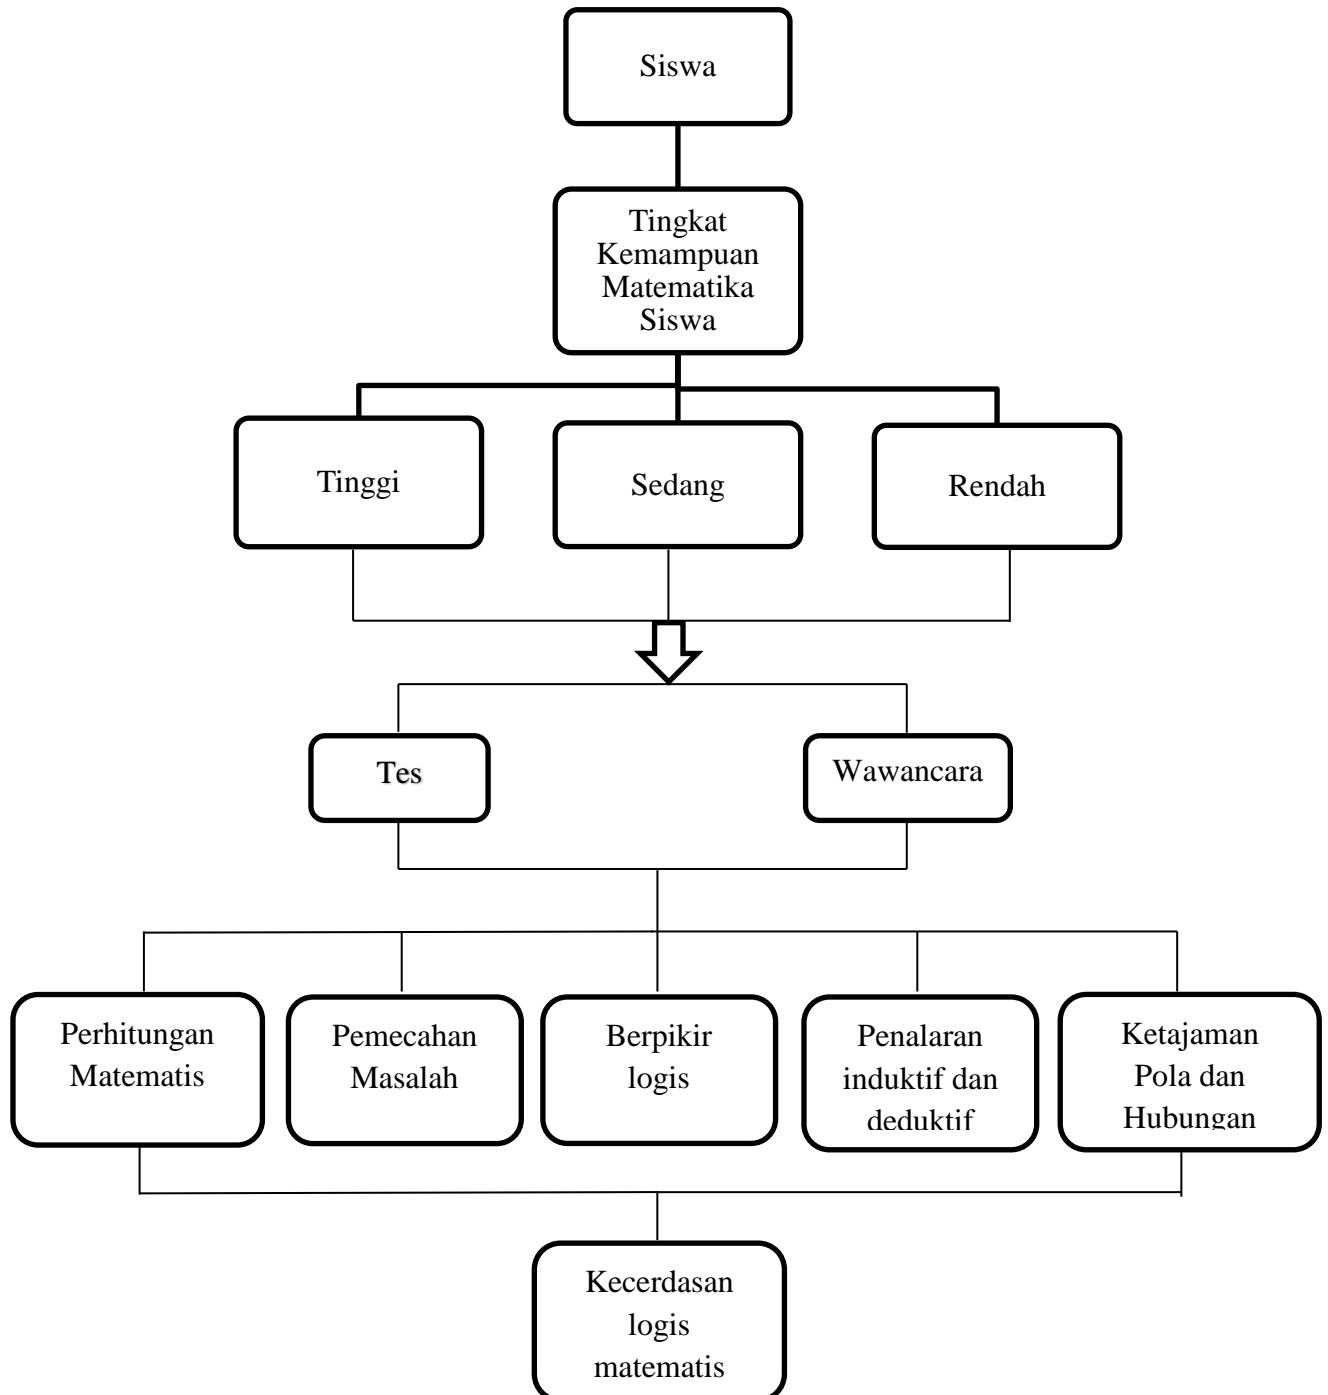 Siswa
Tingkat
Kemampuan
Matematika
Siswa
Tinggi
Sedang
Rendah
Tes
Wawancara
Perhitungan
Matematis
Pemecahan
Masalah
Berpikir
logis
Penalaran
induktif dan
deduktif
Ketajaman
Pola dan
Hubungan
Kecerdasan
logis
matematis